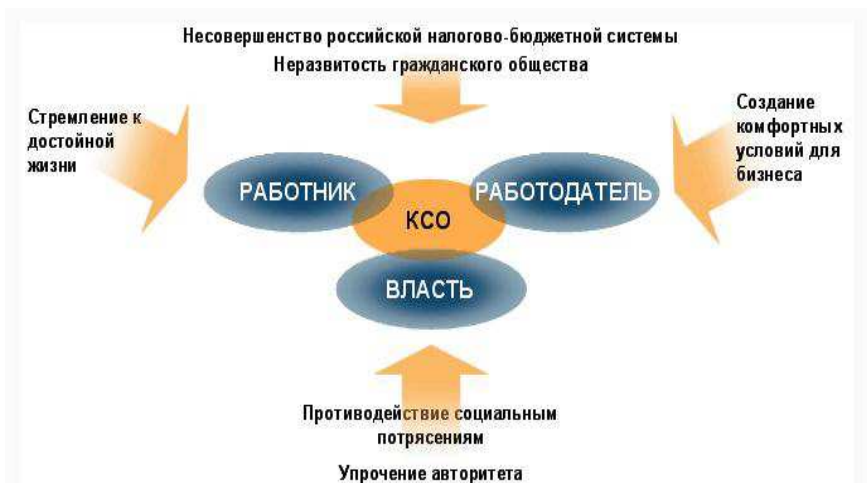 Несовершенство российской налогово-бюджетной системы
Неразвитость гражданского общества
Стремление к
достойной
жизни
Создание
комфортных
условий для
бизнеса
РАБОТНИК
РАБОТОДАТЕЛЬ
КСО
ВЛАСТЬ
Противодействие социальным
потрясениям
Упрочение авторитета